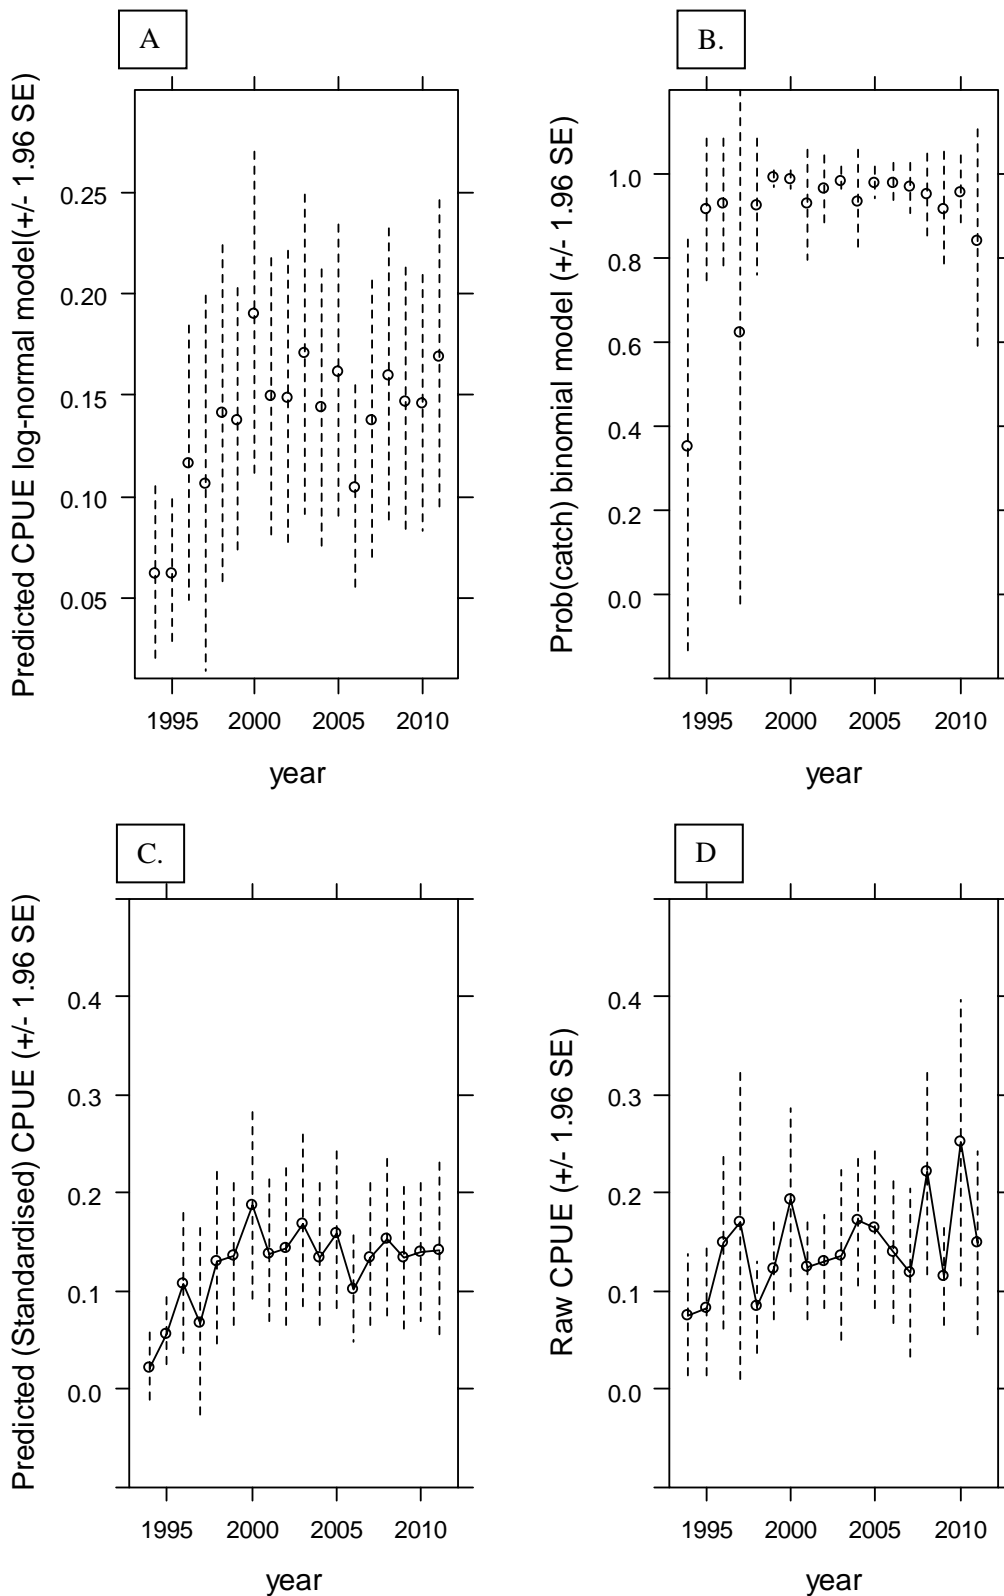 A
Predicted CPUE log-normal model(+/- 1.96 SE)
0.25
0.20
0.15
0.10
0.05
1995 2000 2005 2010
year
B.
Prob(catch) binomial model (+/- 1.96 SE)
1.0
0.8
0.6
0.4
0.2
0.0
1995 2000 2005 2010
year
C.
Predicted (Standardised) CPUE (+/- 1.96 SE)
0.4
0.3
0.2
0.1
0.0
1995 2000 2005 2010
year
D
Raw CPUE (+/- 1.96 SE)
0.4
0.3
0.2
0.1
0.0
1995 2000 2005 2010
year